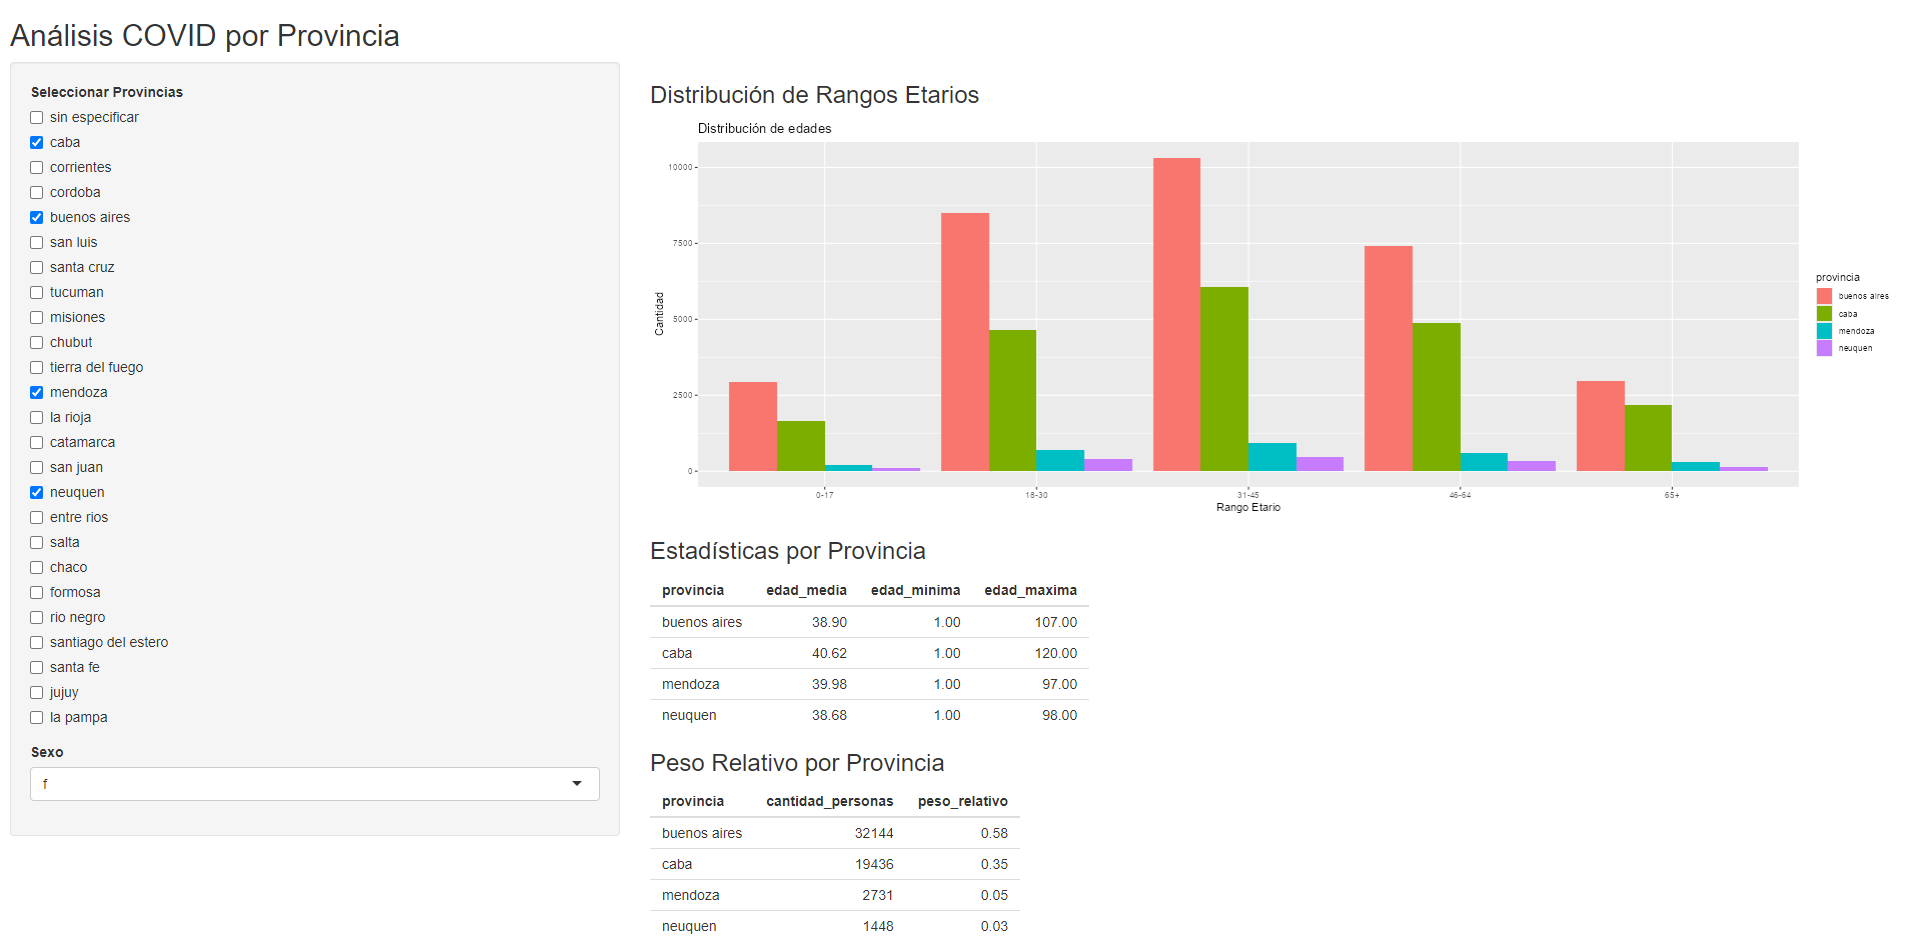 Análisis COVID por Provincia
Seleccionar Provincias
sin especificar
caba
corrientes
cordoba
buenos aires
san luis
santa cruz
tucuman
misiones
chubut
tierra del fuego
mendoza
la rioja
catamarca
san juan
neuquen
entre rios
salta
chaco
formosa
rio negro
santiago del estero
santa fe
jujuy
la pampa
Sexo
f
Distribución de Rangos Etarios
Distribución de edades
10000
7500
5000
2500
0
Cantidad
0-17 18-30 31-45 46-64 65+
Rango Etario
provincia
buenos aires
caba
mendoza
neuquen
Estadísticas por Provincia
provincia edad_media edad_minima edad_maxima
buenos aires 38.90 1.00 107.00
caba 40.62 1.00 120.00
mendoza 39.98 1.00 97.00
neuquen 38.68 1.00 98.00
Peso Relativo por Provincia
provincia cantidad_personas peso_relativo
buenos aires 32144 0.58
caba 19436 0.35
mendoza 2731 0.05
neuquen 1448 0.03